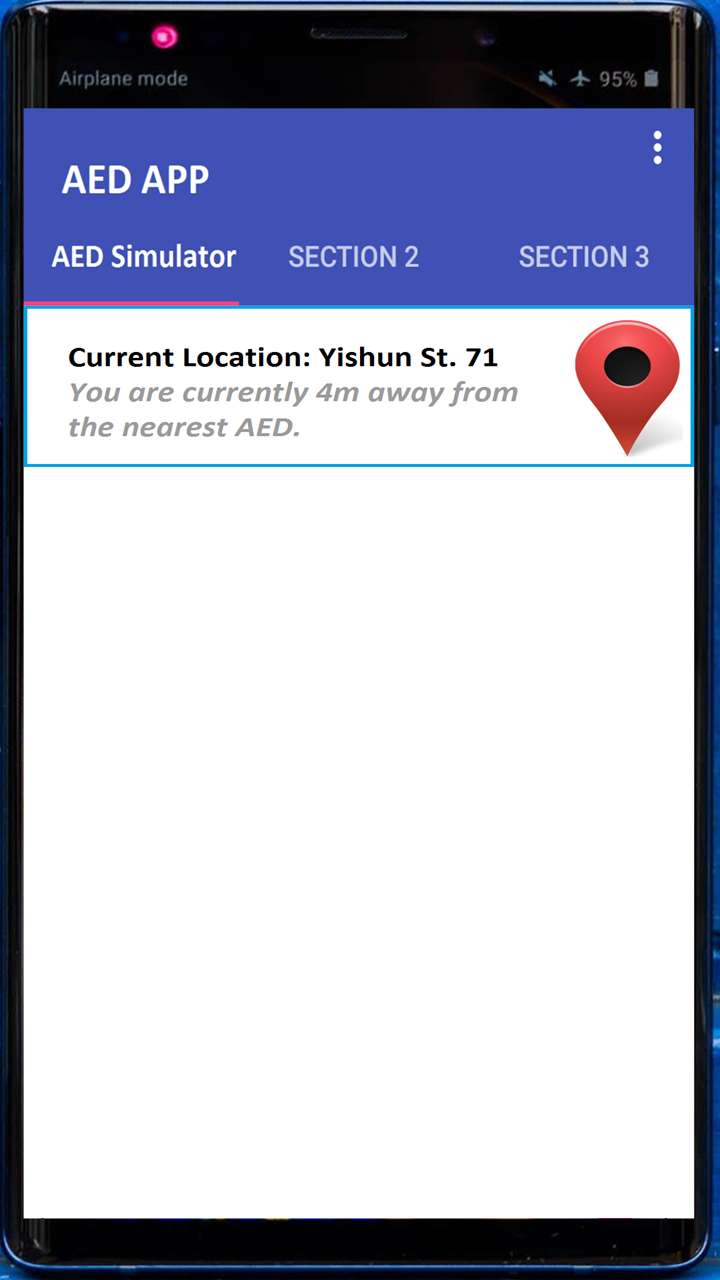 Airplane mode 95%
AED APP
AED Simulator SECTION 2 SECTION 3
Current Location: Yishun St. 71
You are currently 4m away from
the nearest AED.